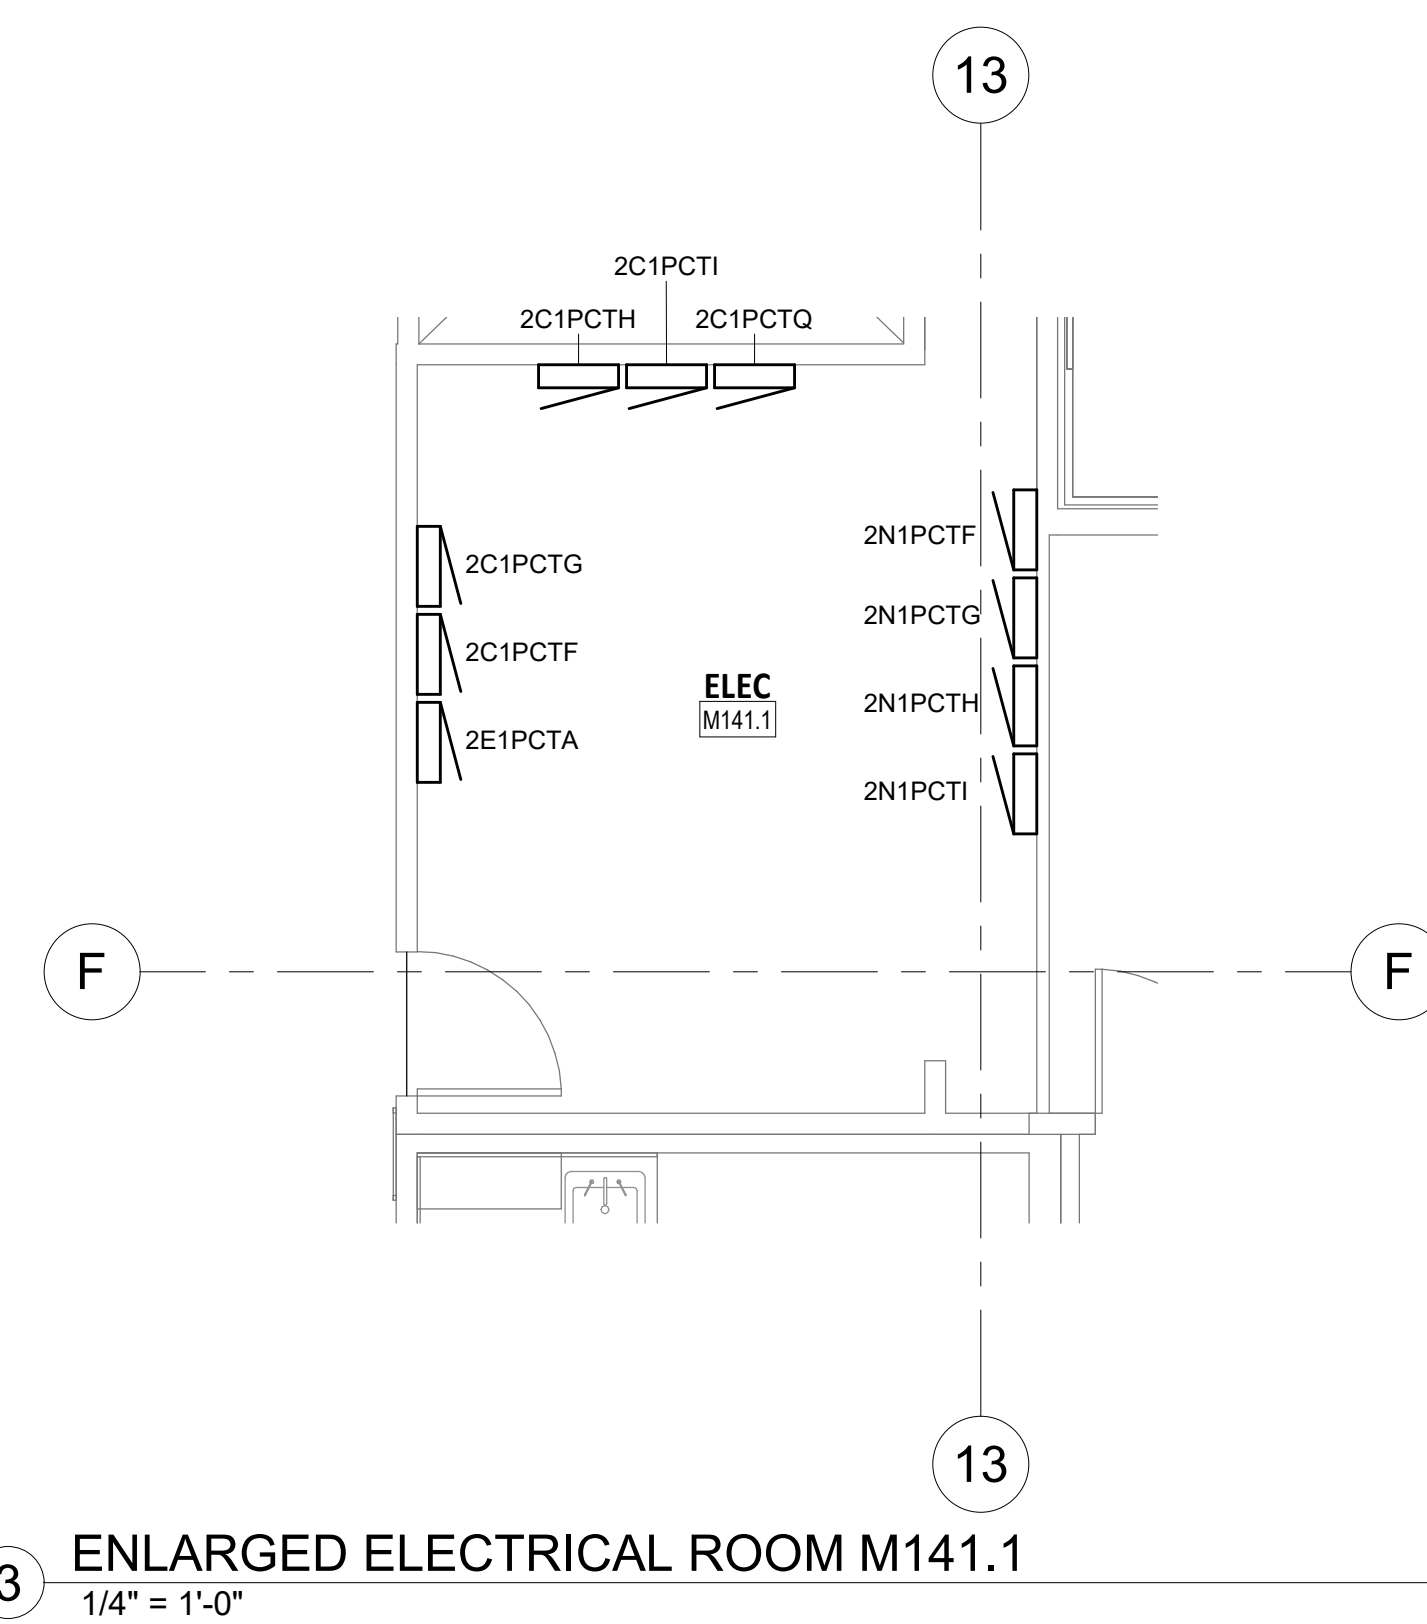 13
2C1PCTI
2C1PCTH
2C1PCTQ
2N1PCTF
2C1PCTG
2N1PCTG
2C1PCTF
ELEC
M141.1
2N1PCTH
2E1PCTA
2N1PCTI
F
F
13
ENLARGED ELECTRICAL ROOM M141.1
3
1/4" = 1'-0"